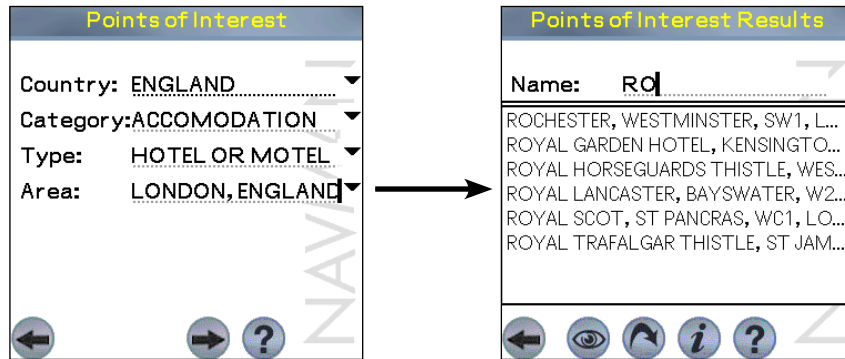 Points of Interest
Country: ENGLAND
Category:ACCOMODATION
Type: HOTEL OR MOTEL
Area: LONDON, ENGLAND
NAVMAN
?
Points of Interest Results
Name: RO
ROCHESTER, WESTMINSTER, SW1, L...
ROYAL GARDEN HOTEL, KENSINGTO...
ROYAL HORSEGUARDS THISTLE, WES...
ROYAL LANCASTER, BAYSWATER, W2...
ROYAL SCOT, ST PANCRAS, WC1, LO...
ROYAL TRAFALGAR THISTLE, ST JAM...
i ?